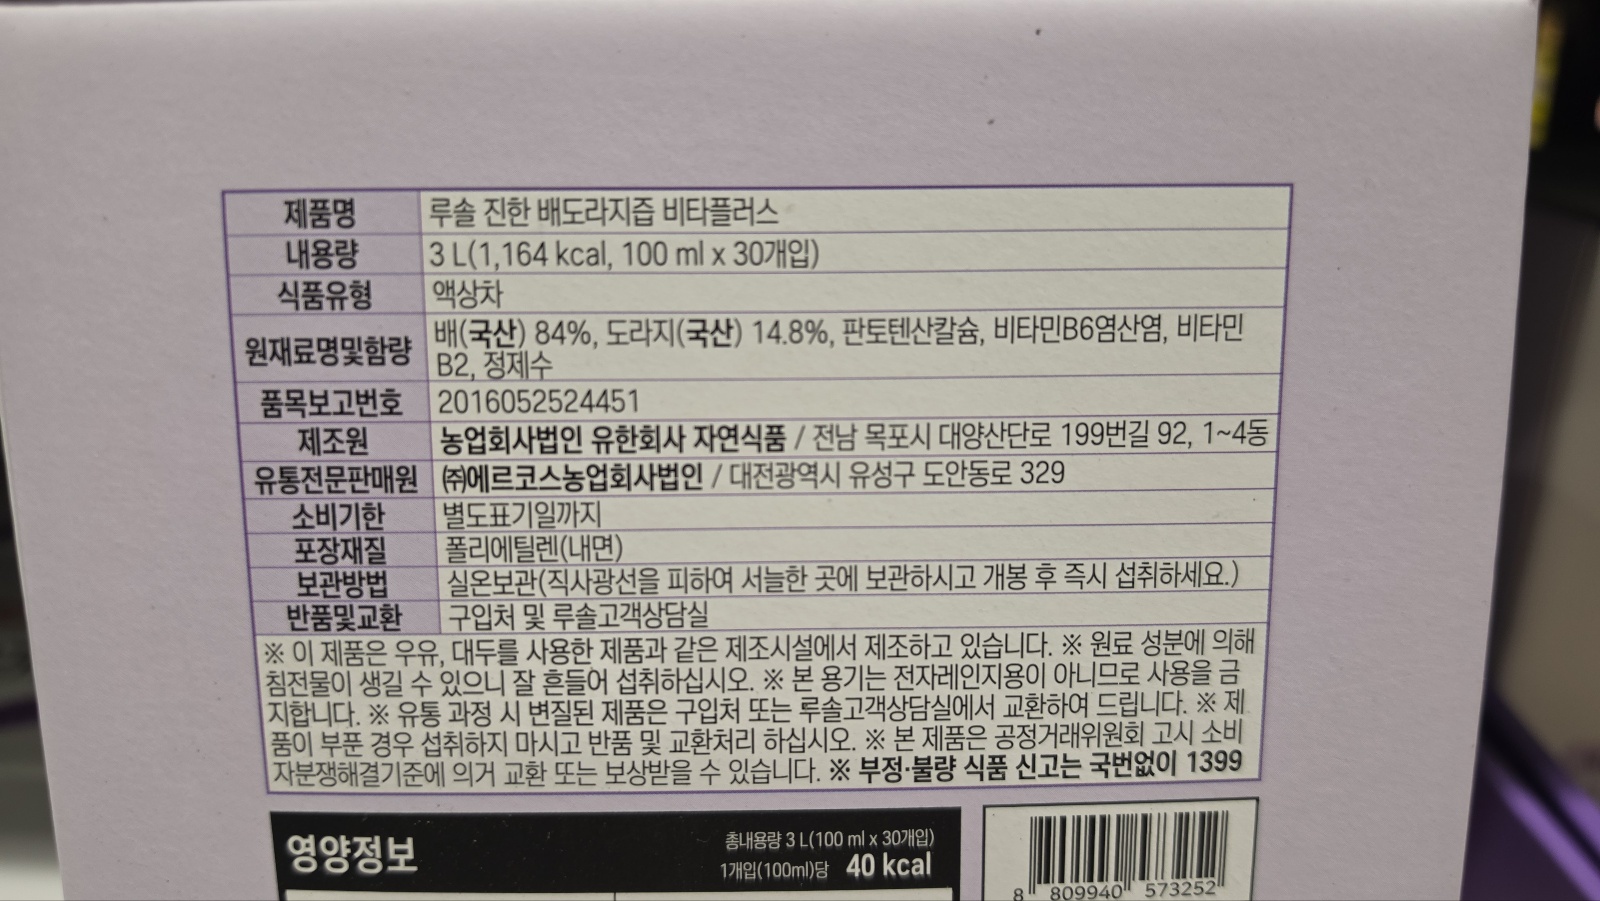 제품명 루솔 진한 배도라지즙 비타플러스
내용량 3 L(1,164 kcal, 100 ml x 30개입)
식품유형 액상차
원재료명및함량 배(국산) 84%, 도라지(국산) 14.8%, 판토텐산칼슘, 비타민B6염산염, 비타민
B2, 정제수
품목보고번호 2016052524451
제조원 농업회사법인 유한회사 자연식품 / 전남 목포시 대양산단로 199번길 92, 1~4동
유통전문판매원 ㈜에르코스농업회사법인 / 대전광역시 유성구 도안동로 329
소비기한 별도표기일까지
포장재질 폴리에틸렌(내면)
보관방법 실온보관(직사광선을 피하여 서늘한 곳에 보관하시고 개봉 후 즉시 섭취하세요.)
반품및교환 구입처 및 루솔고객상담실
※ 이 제품은 우유, 대두를 사용한 제품과 같은 제조시설에서 제조하고 있습니다. ※ 원료 성분에 의해
침전물이 생길 수 있으니 잘 흔들어 섭취하십시오. ※ 본 용기는 전자레인지용이 아니므로 사용을 금
지합니다. ※ 유통 과정 시 변질된 제품은 구입처 또는 루솔고객상담실에서 교환하여 드립니다. ※ 제
품이 부푼 경우 섭취하지 마시고 반품 및 교환처리 하십시오. ※ 본 제품은 공정거래위원회 고시 소비
자분쟁해결기준에 의거 교환 또는 보상받을 수 있습니다. ※ 부정·불량 식품 신고는 국번없이 1399
영양정보
총내용량 3 L(100 ml x 30개입)
1개입(100ml)당 40 kcal
8 809940 573252